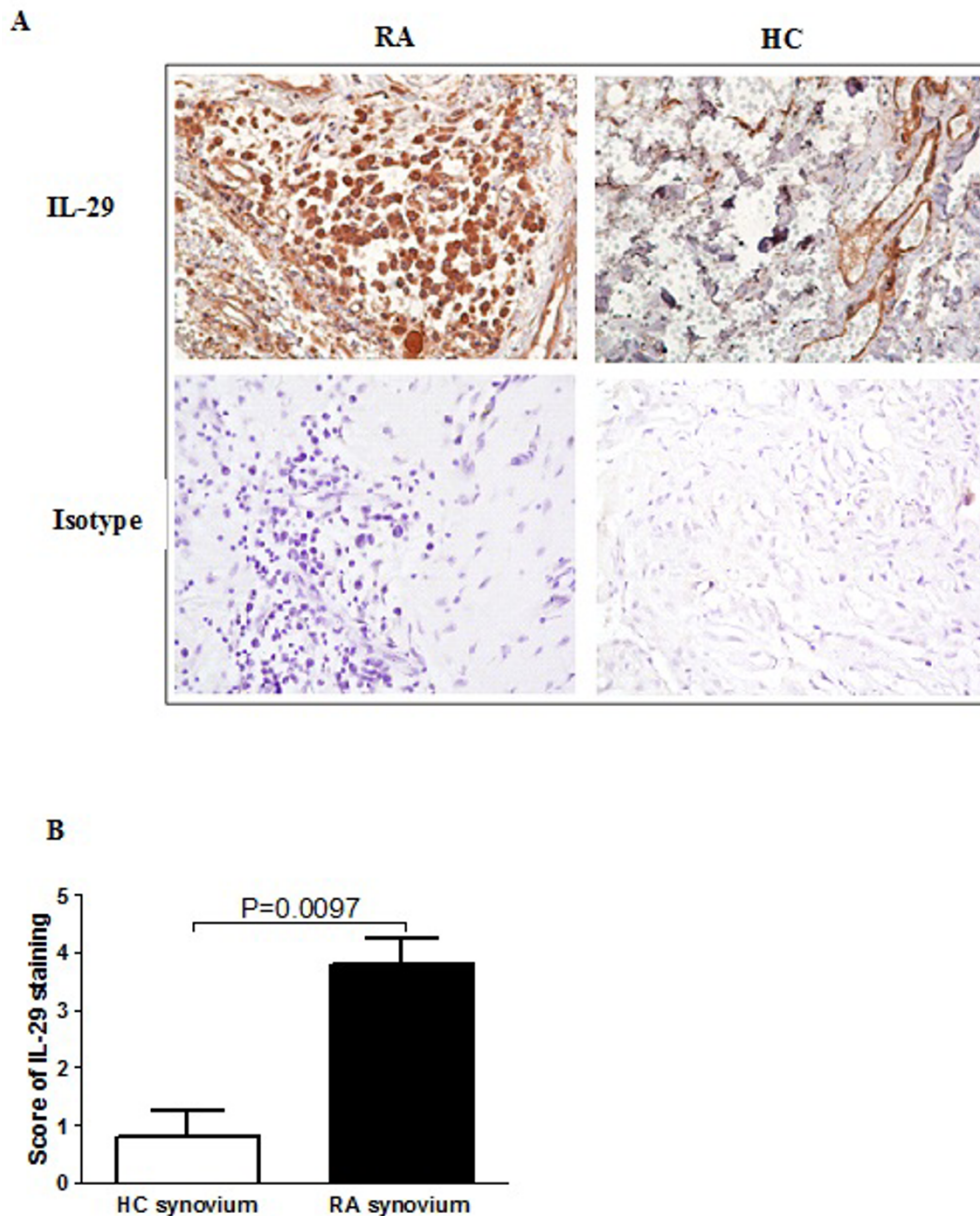 A
RA HC
IL-29
Isotype
B
P=0.0097
5
4
3
2
1
0
Score of IL-29 staining
HC synovium RA synovium